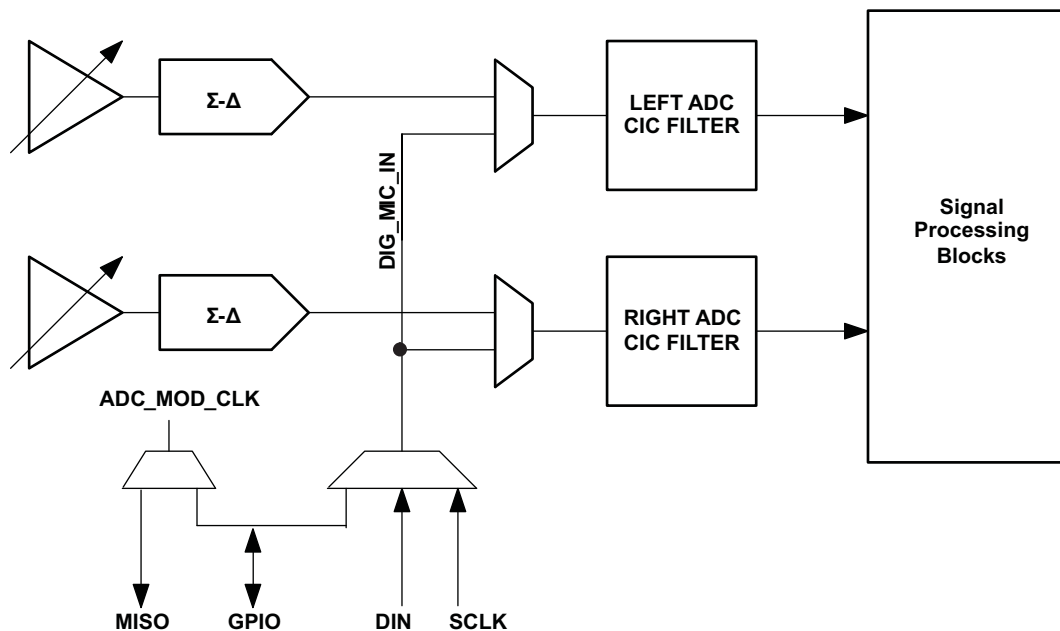 Σ-Δ
LEFT ADC
CIC FILTER
Signal
Processing
Blocks
DIG_MIC_IN
Σ-Δ
RIGHT ADC
CIC FILTER
ADC_MOD_CLK
MISO
GPIO
DIN
SCLK